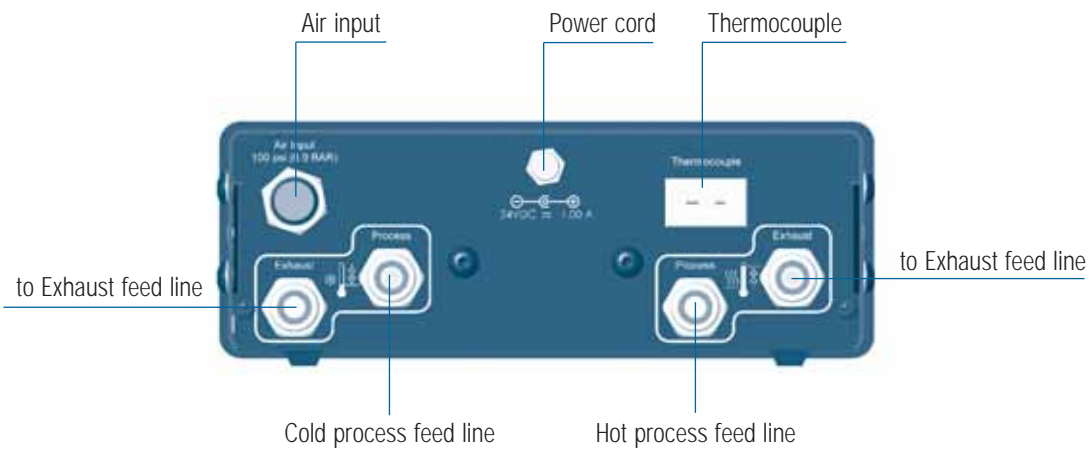 Air input
Power cord
Thermocouple
Air Input
100 psi (6.9 BAR)
Thermocouple
24VDC 1.00 A
Process
Exhaust
Exhaust
Process
to Exhaust feed line
to Exhaust feed line
Cold process feed line
Hot process feed line